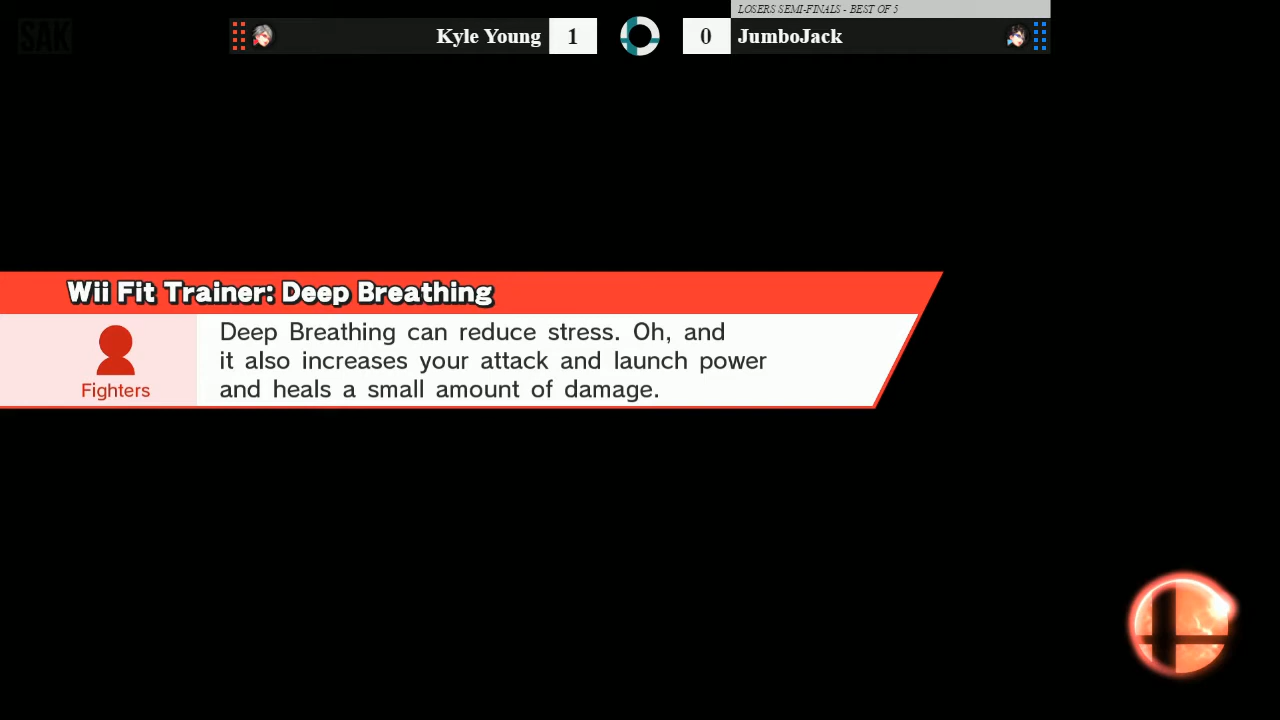 SAK
LOSERS SEMI-FINALS - BEST OF 5
Kyle Young 1 0 JumboJack
Wii Fit Trainer: Deep Breathing
Deep Breathing can reduce stress. Oh, and
it also increases your attack and launch power
and heals a small amount of damage.
Fighters